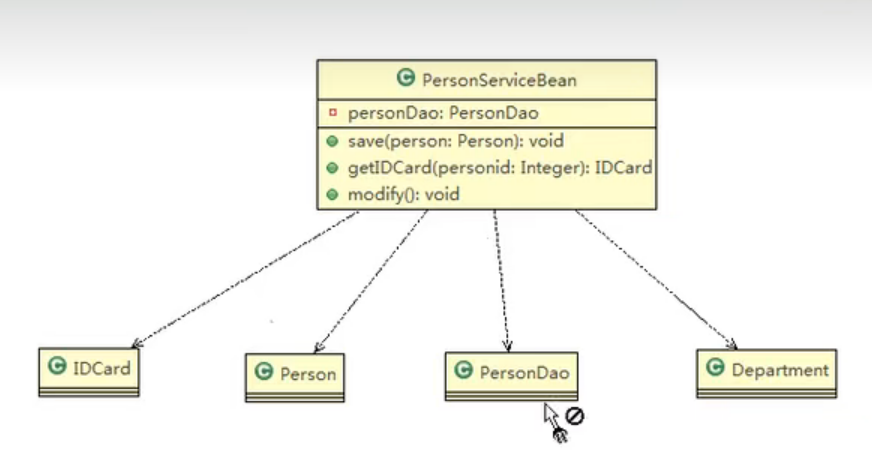 PersonServiceBean
personDao: PersonDao
save(person: Person): void
getIDCard(personid: Integer): IDCard
modify(): void
IDCard
Person
PersonDao
Department